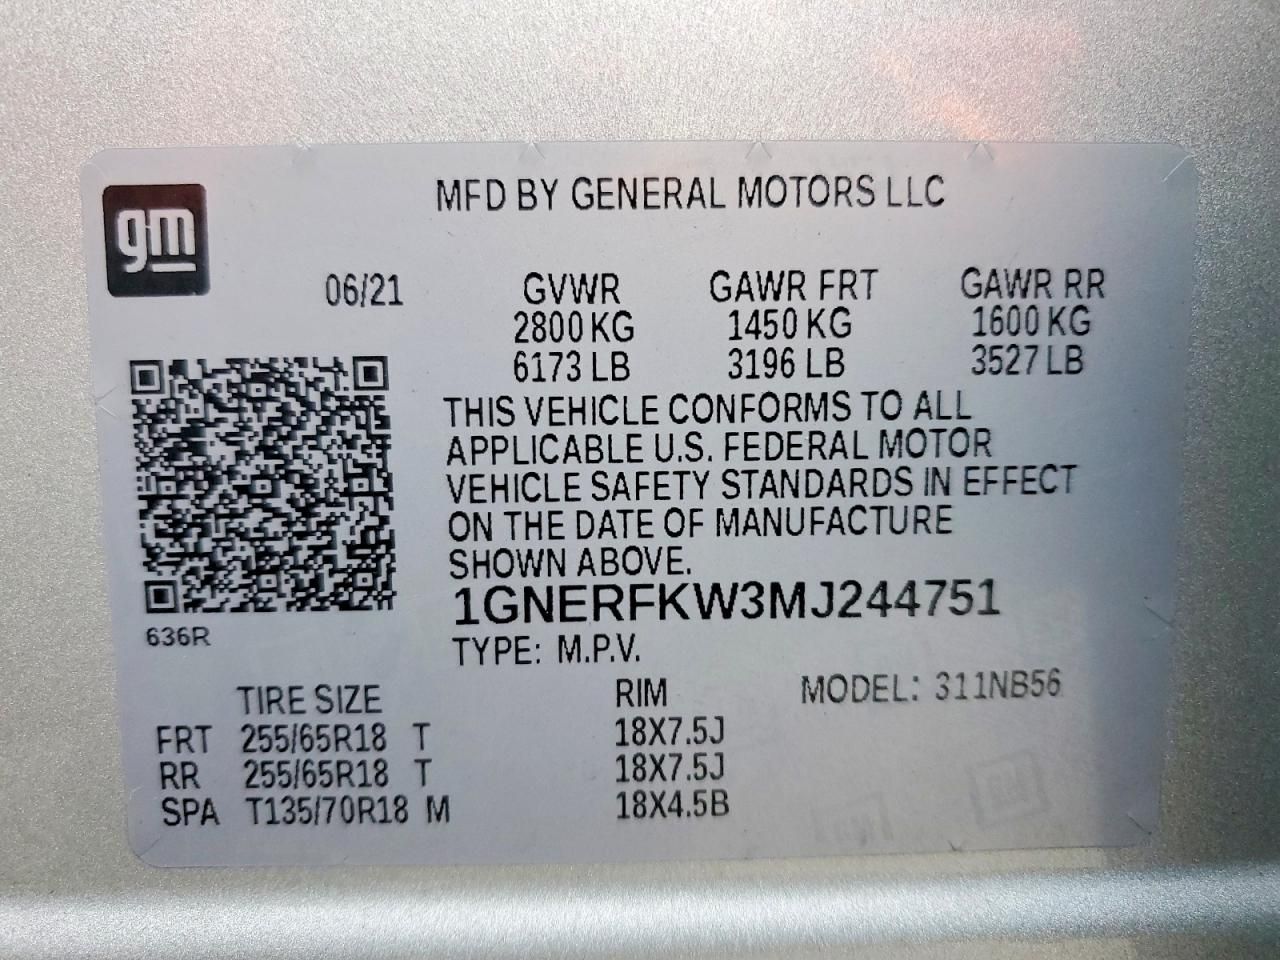 MFD BY GENERAL MOTORS LLC
gm
06/21 GVWR GAWR FRT GAWR RR
2800 KG 1450 KG 1600 KG
6173 LB 3196 LB 3527 LB
THIS VEHICLE CONFORMS TO ALL
APPLICABLE U.S. FEDERAL MOTOR
VEHICLE SAFETY STANDARDS IN EFFECT
ON THE DATE OF MANUFACTURE
SHOWN ABOVE.
1GNERFKW3MJ244751
636R
TYPE: M.P.V.
TIRE SIZE RIM MODEL: 311NB56
FRT 255/65R18 T 18X7.5J
RR 255/65R18 T 18X7.5J
SPA T135/70R18 M 18X4.5B